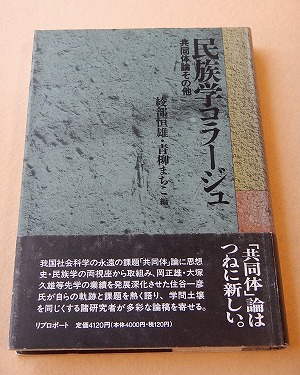 民族学コラージュ
共同体論その他
綾部恒雄・青柳まちこ 編
「共同体」論は
つねに新しい。
我国社会科学の永遠の課題「共同体」論に思想
史・民族学の両視座から取組み、岡正雄・大塚
久雄等先学の業績を発展深化させた住谷一彦
氏が自らの軌跡と課題を熱く語り、学問土壌
を同じくする諸研究者が多彩な論稿を寄せる。
リブロポート 定価4120円(本体4000円・税120円)